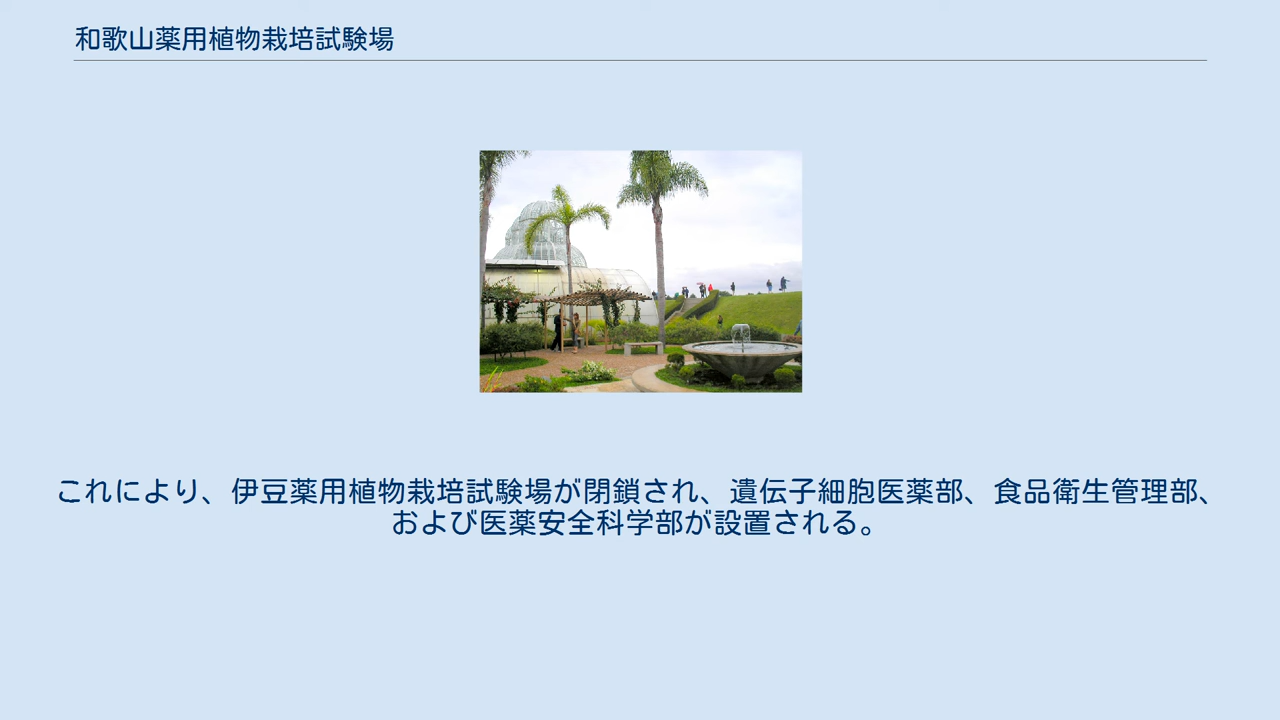 和歌山薬用植物栽培試験場
これにより、伊豆薬用植物栽培試験場が閉鎖され、遺伝子細胞医薬部、食品衛生管理部、
および医薬安全科学部が設置される。